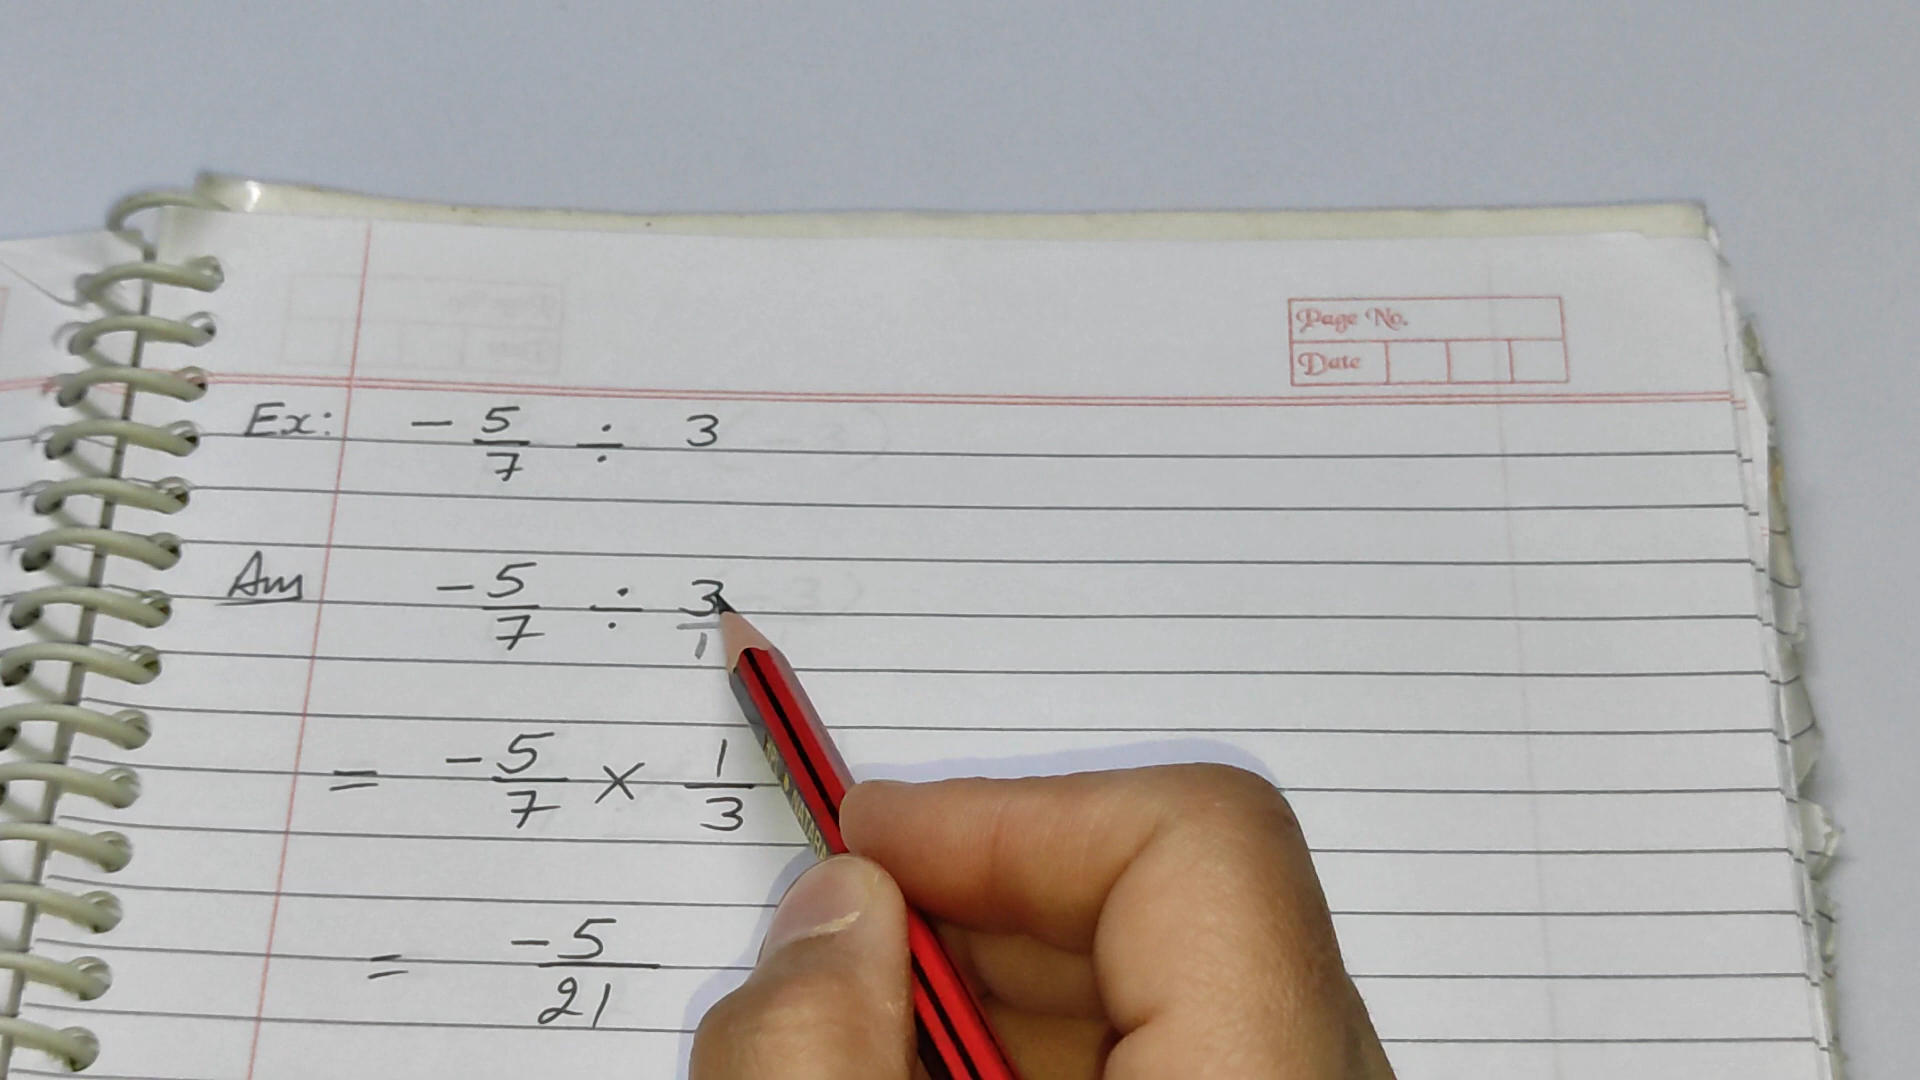 Page No.
Date
Ex: -5/7 ÷ 3
Ans -5/7 ÷ 3/1
= -5/7 × 1/3
= -5/21